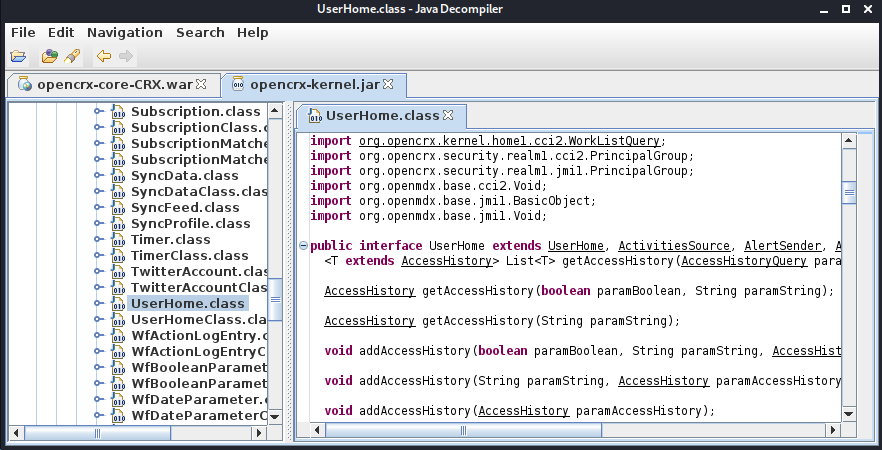 UserHome.class - Java Decompiler
File Edit Navigation Search Help
opencrx-core-CRX.war opencrx-kernel.jar
Subscription.class
SubscriptionClass.c
SubscriptionMatche
SubscriptionMatche
SyncData.class
SyncDataClass.class
SyncFeed.class
SyncProfile.class
Timer.class
TimerClass.class
TwitterAccount.clas
TwitterAccountClas
UserHome.class
UserHomeClass.cla
WfActionLogEntry.c
WfActionLogEntryC
WfBooleanParamet
WfBooleanParamet
WfDateParameter.c
WfDateParameterC
UserHome.class
import org.opencrx.kernel.home1.cci2.WorkListQuery;
import org.opencrx.security.realm1.cci2.PrincipalGroup;
import org.opencrx.security.realm1.jmi1.PrincipalGroup;
import org.openmdx.base.cci2.Void;
import org.openmdx.base.jmi1.BasicObject;
import org.openmdx.base.jmi1.Void;
public interface UserHome extends UserHome, ActivitiesSource, AlertSender, A
<T extends AccessHistory> List<T> getAccessHistory(AccessHistoryQuery para
AccessHistory getAccessHistory(boolean paramBoolean, String paramString);
AccessHistory getAccessHistory(String paramString);
void addAccessHistory(boolean paramBoolean, String paramString, AccessHist
void addAccessHistory(String paramString, AccessHistory paramAccessHistory
void addAccessHistory(AccessHistory paramAccessHistory);